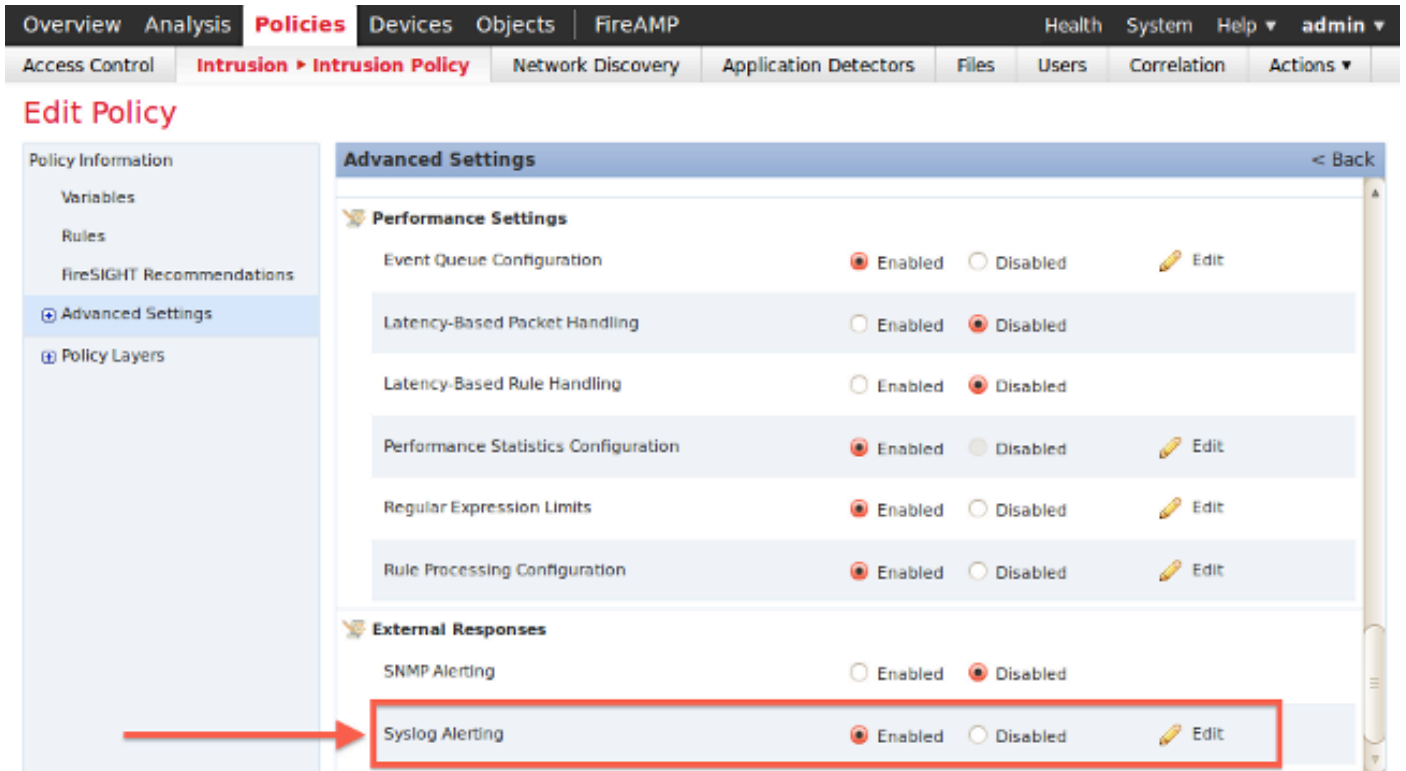 Overview Analysis Policies Devices Objects FireAMP Health System Help ▾ admin ▾
Access Control Intrusion ▸ Intrusion Policy Network Discovery Application Detectors Files Users Correlation Actions ▾
Edit Policy
Policy Information
Variables
Rules
FireSIGHT Recommendations
Advanced Settings
Policy Layers
Advanced Settings < Back
Performance Settings
Event Queue Configuration Enabled Disabled Edit
Latency-Based Packet Handling Enabled Disabled
Latency-Based Rule Handling Enabled Disabled
Performance Statistics Configuration Enabled Disabled Edit
Regular Expression Limits Enabled Disabled Edit
Rule Processing Configuration Enabled Disabled Edit
External Responses
SNMP Alerting Enabled Disabled
Syslog Alerting Enabled Disabled Edit